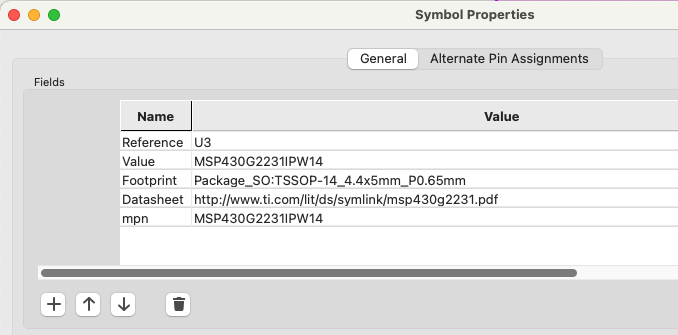 Symbol Properties
General Alternate Pin Assignments
Fields
Name Value
Reference U3
Value MSP430G2231IPW14
Footprint Package_SO:TSSOP-14_4.4x5mm_P0.65mm
Datasheet http://www.ti.com/lit/ds/symlink/msp430g2231.pdf
mpn MSP430G2231IPW14